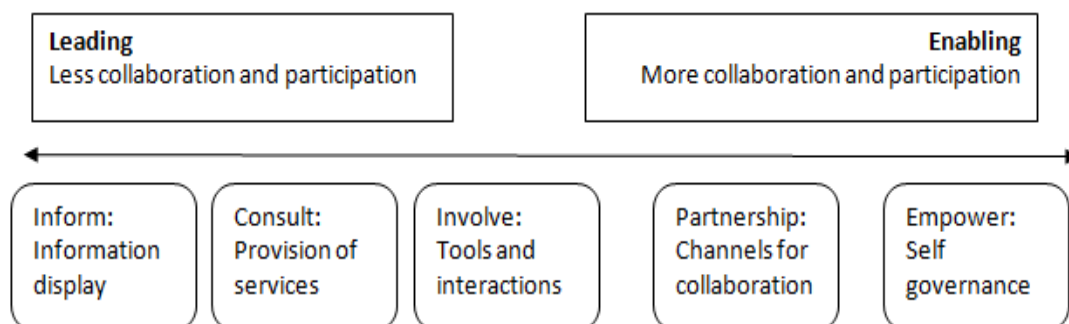 Leading
Less collaboration and participation
Enabling
More collaboration and participation
Inform:
Information
display
Consult:
Provision of
services
Involve:
Tools and
interactions
Partnership:
Channels for
collaboration
Empower:
Self
governance